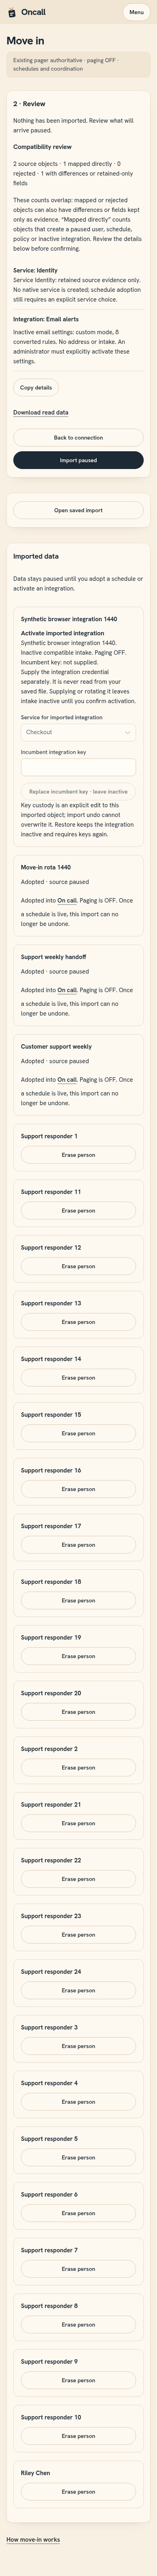 Oncall
Menu
Move in
Existing pager authoritative · paging OFF ·
schedules and coordination
2 · Review
Nothing has been imported. Review what will
arrive paused.
Compatibility review
2 source objects · 1 mapped directly · 0
rejected · 1 with differences or retained-only
fields
These counts overlap: mapped or rejected
objects can also have differences or fields kept
only as evidence. “Mapped directly” counts
objects that create a paused user, schedule,
policy or inactive integration. Review the details
below before confirming.
Service: Identity
Service Identity: retained source evidence only.
No native service is created; schedule adoption
still requires an explicit service choice.
Integration: Email alerts
Inactive email settings: custom mode, 8
converted rules. No address or intake. An
administrator must explicitly activate these
settings.
Copy details
Download read data
Back to connection
Import paused
Open saved import
Imported data
Data stays paused until you adopt a schedule or
activate an integration.
Synthetic browser integration 1440
Activate imported integration
Synthetic browser integration 1440.
Inactive compatible intake. Paging OFF.
Incumbent key: not supplied.
Supply the integration credential
separately. It is never read from your
saved file. Supplying or rotating it leaves
intake inactive until you confirm activation.
Service for imported integration
Checkout
Incumbent integration key
Replace incumbent key · leave inactive
Key custody is an explicit edit to this
imported object; import undo cannot
overwrite it. Restore keeps the integration
inactive and requires keys again.
Move-in rota 1440
Adopted · source paused
Adopted into On call. Paging is OFF. Once
a schedule is live, this import can no
longer be undone.
Support weekly handoff
Adopted · source paused
Adopted into On call. Paging is OFF. Once
a schedule is live, this import can no
longer be undone.
Customer support weekly
Adopted · source paused
Adopted into On call. Paging is OFF. Once
a schedule is live, this import can no
longer be undone.
Support responder 1
Erase person
Support responder 11
Erase person
Support responder 12
Erase person
Support responder 13
Erase person
Support responder 14
Erase person
Support responder 15
Erase person
Support responder 16
Erase person
Support responder 17
Erase person
Support responder 18
Erase person
Support responder 19
Erase person
Support responder 20
Erase person
Support responder 2
Erase person
Support responder 21
Erase person
Support responder 22
Erase person
Support responder 23
Erase person
Support responder 24
Erase person
Support responder 3
Erase person
Support responder 4
Erase person
Support responder 5
Erase person
Support responder 6
Erase person
Support responder 7
Erase person
Support responder 8
Erase person
Support responder 9
Erase person
Support responder 10
Erase person
Riley Chen
Erase person
How move-in works